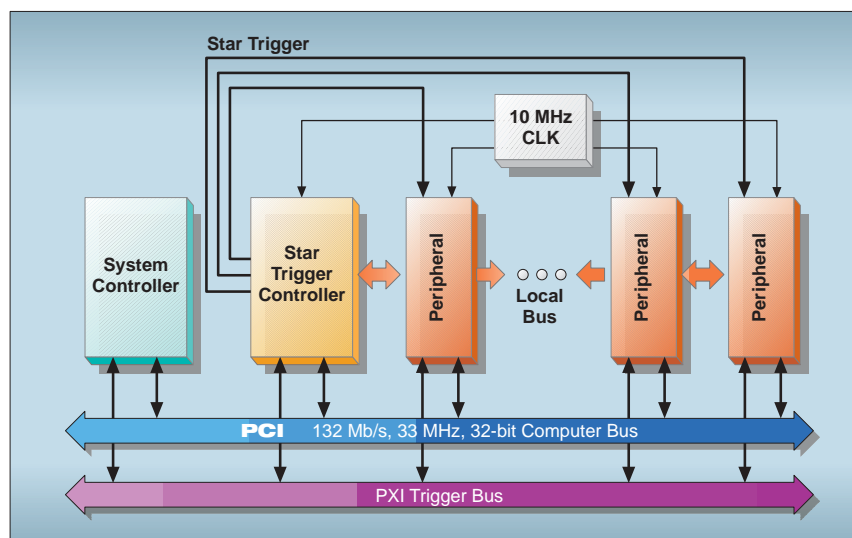 Star Trigger
10 MHz
CLK
System
Controller
Star
Trigger
Controller
Peripheral
Local
Bus
Peripheral
Peripheral
PCI 132 Mb/s, 33 MHz, 32-bit Computer Bus
PXI Trigger Bus